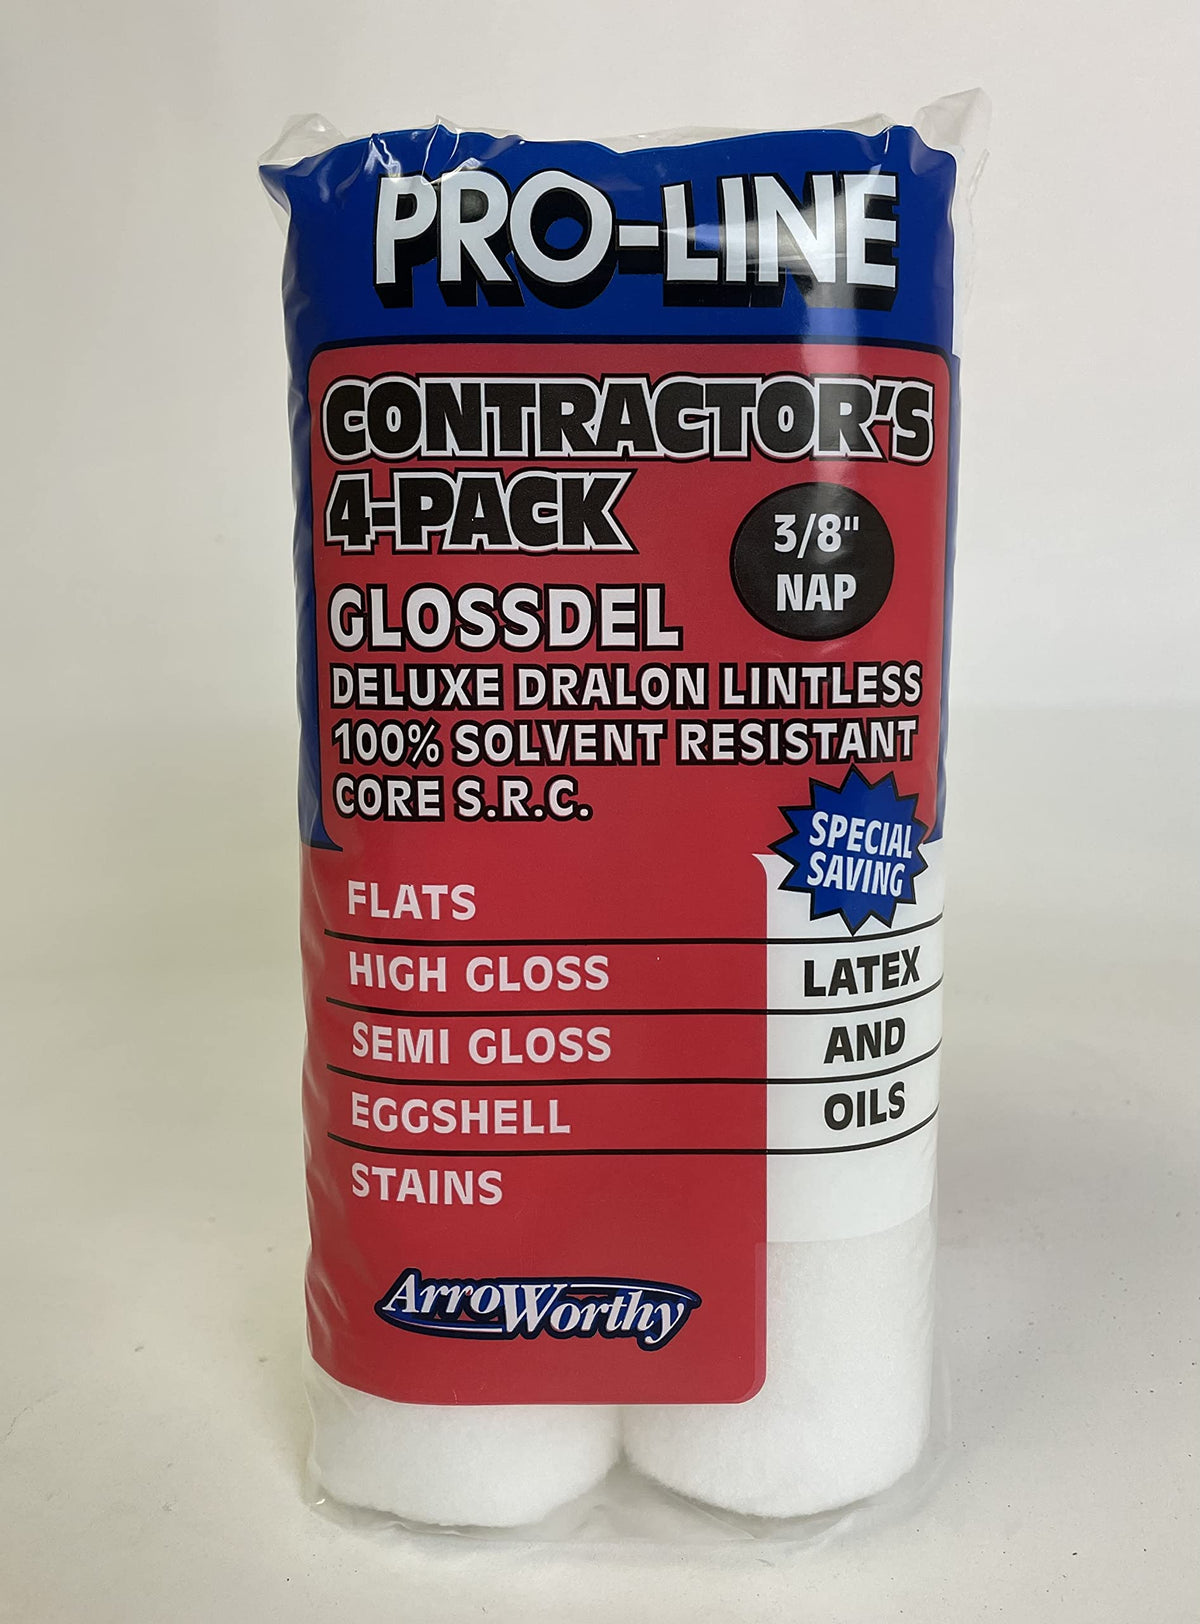 PRO-LINE
CONTRACTOR'S
4-PACK
3/8"
NAP
GLOSSDEL
DELUXE DRALON LINTLESS
100% SOLVENT RESISTANT
CORE S.R.C.
SPECIAL
SAVING
FLATS
HIGH GLOSS
SEMI GLOSS
EGGSHELL
STAINS
LATEX
AND
OILS
ArroWorthy